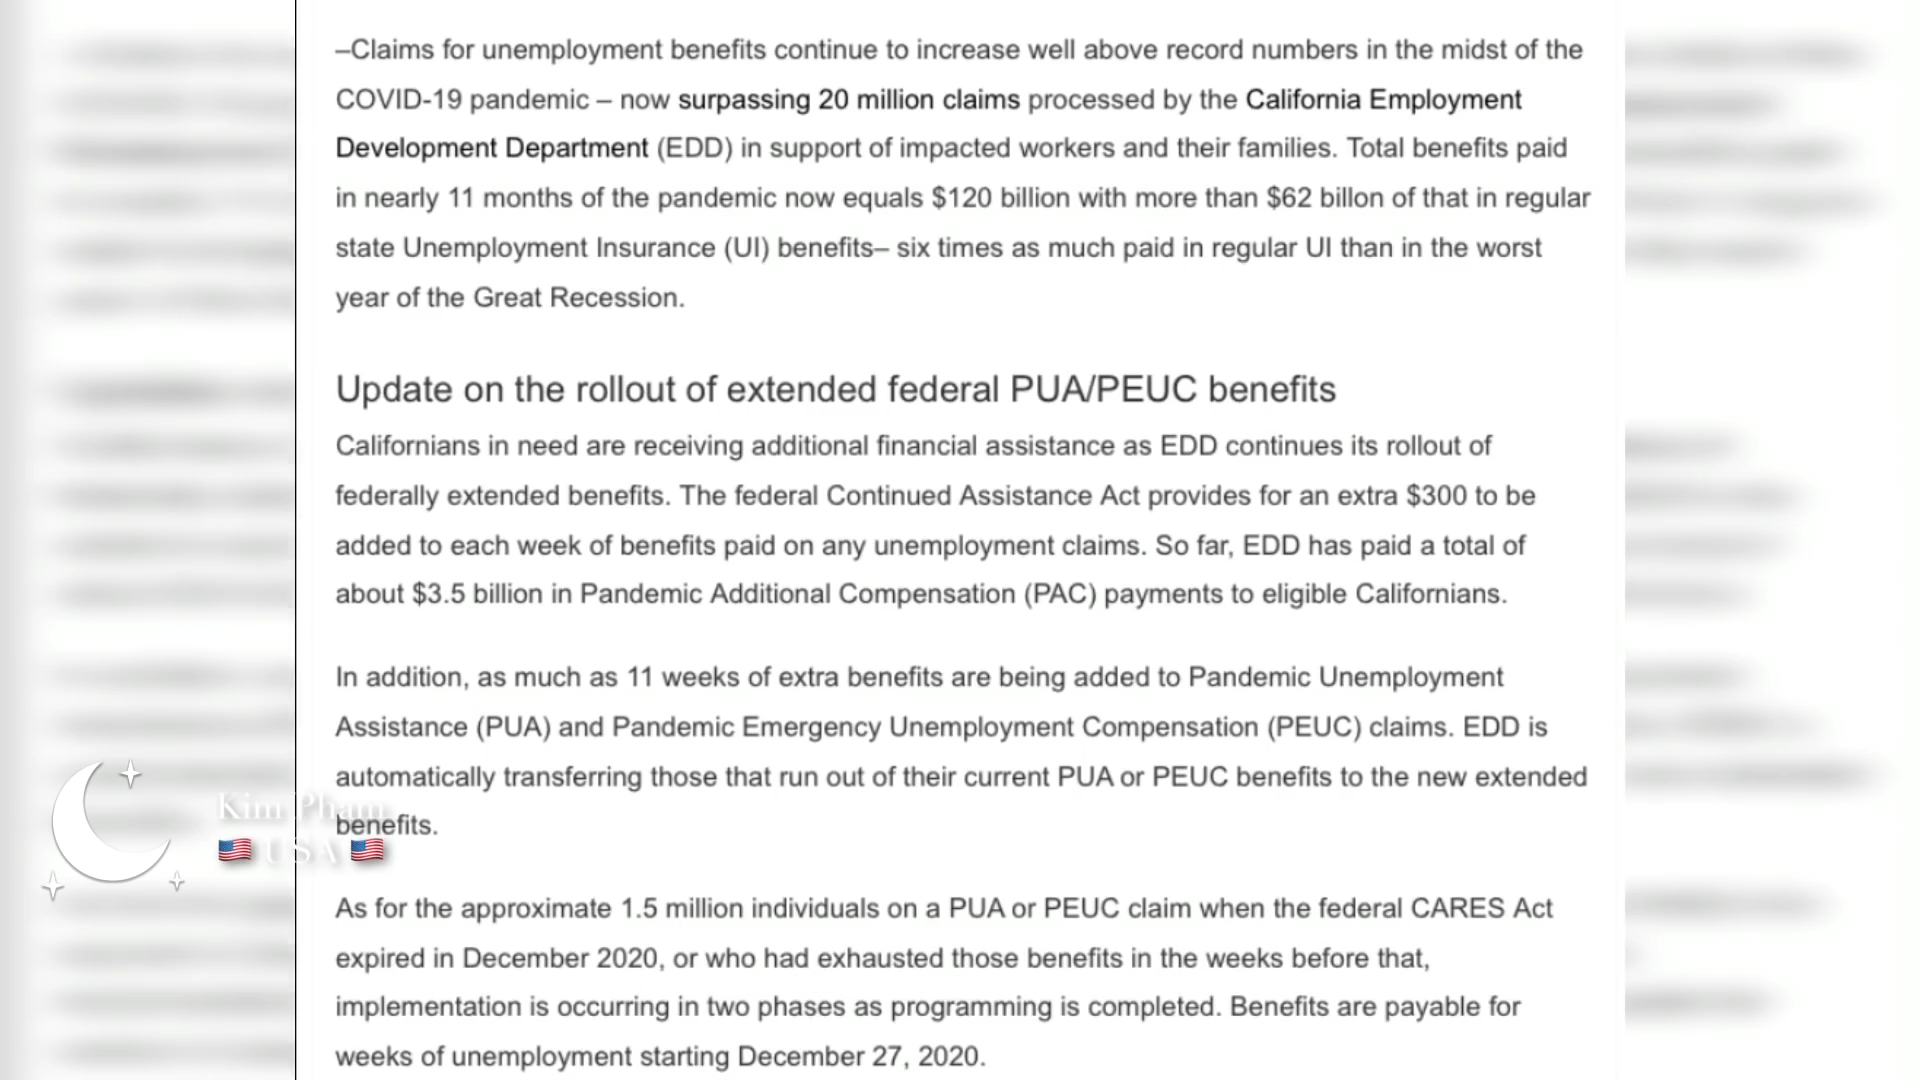 –Claims for unemployment benefits continue to increase well above record numbers in the midst of the
COVID-19 pandemic – now surpassing 20 million claims processed by the California Employment
Development Department (EDD) in support of impacted workers and their families. Total benefits paid
in nearly 11 months of the pandemic now equals $120 billion with more than $62 billon of that in regular
state Unemployment Insurance (UI) benefits– six times as much paid in regular UI than in the worst
year of the Great Recession.
Update on the rollout of extended federal PUA/PEUC benefits
Californians in need are receiving additional financial assistance as EDD continues its rollout of
federally extended benefits. The federal Continued Assistance Act provides for an extra $300 to be
added to each week of benefits paid on any unemployment claims. So far, EDD has paid a total of
about $3.5 billion in Pandemic Additional Compensation (PAC) payments to eligible Californians.
In addition, as much as 11 weeks of extra benefits are being added to Pandemic Unemployment
Assistance (PUA) and Pandemic Emergency Unemployment Compensation (PEUC) claims. EDD is
automatically transferring those that run out of their current PUA or PEUC benefits to the new extended
benefits.
Kim Pham
USA
As for the approximate 1.5 million individuals on a PUA or PEUC claim when the federal CARES Act
expired in December 2020, or who had exhausted those benefits in the weeks before that,
implementation is occurring in two phases as programming is completed. Benefits are payable for
weeks of unemployment starting December 27, 2020.